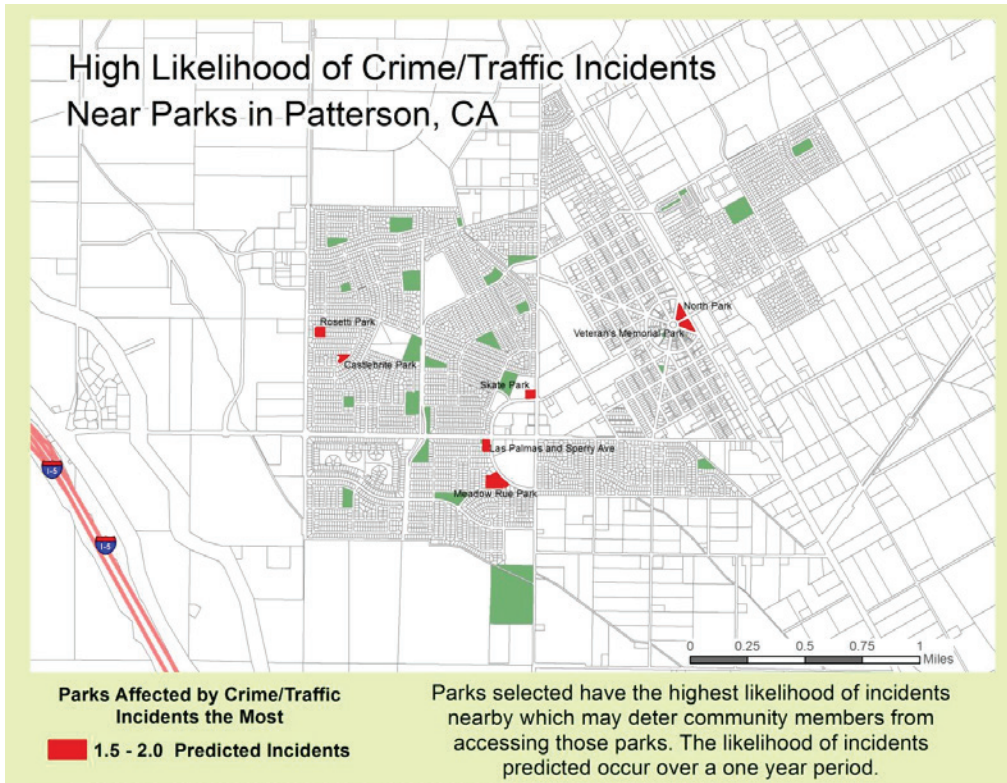 High Likelihood of Crime/Traffic Incidents
Near Parks in Patterson, CA
North Park
Rosetti Park
Veteran's Memorial Park
Castlebrite Park
Skate Park
Las Palmas and Sperry Ave
I-5
Meadow Rue Park
I-5
0 0.25 0.5 0.75 1
Miles
Parks Affected by Crime/Traffic
Incidents the Most
1.5 - 2.0 Predicted Incidents
Parks selected have the highest likelihood of incidents
nearby which may deter community members from
accessing those parks. The likelihood of incidents
predicted occur over a one year period.